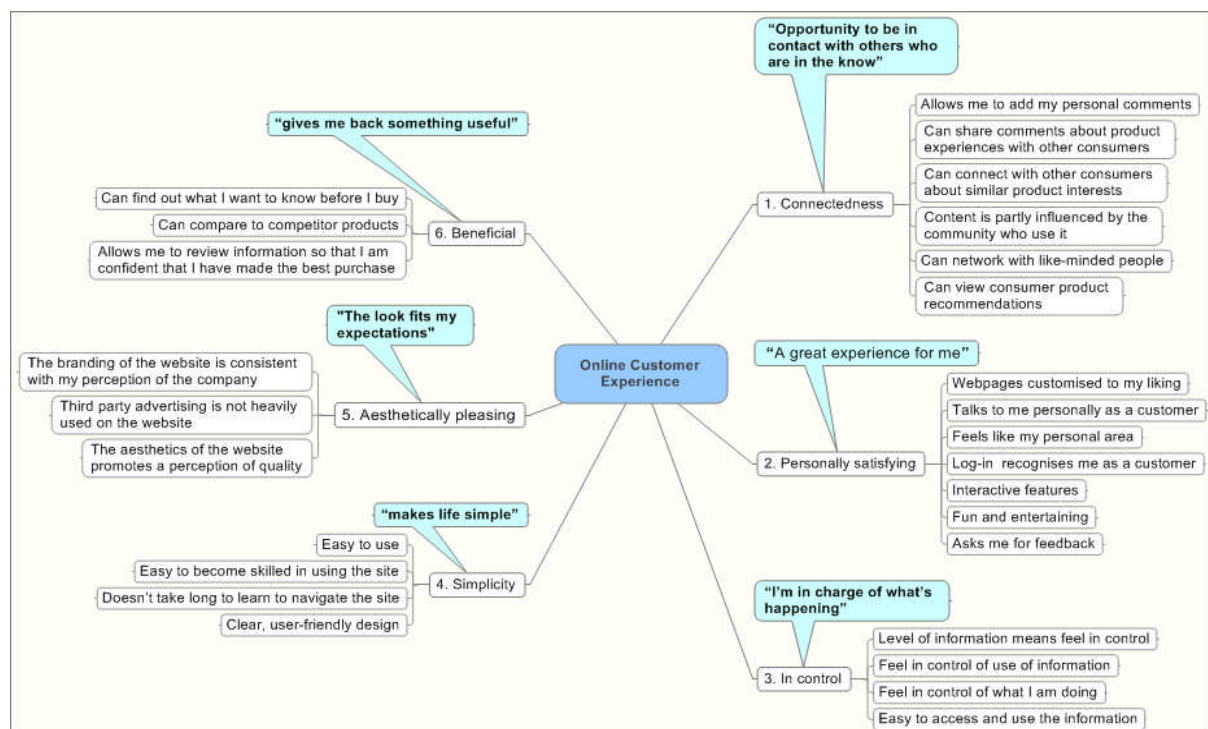 Online Customer
Experience
“Opportunity to be in
contact with others who
are in the know”
1. Connectedness
Allows me to add my personal comments
Can share comments about product
experiences with other consumers
Can connect with other consumers
about similar product interests
Content is partly influenced by the
community who use it
Can network with like-minded people
Can view consumer product
recommendations
“A great experience for me”
2. Personally satisfying
Webpages customised to my liking
Talks to me personally as a customer
Feels like my personal area
Log-in recognises me as a customer
Interactive features
Fun and entertaining
Asks me for feedback
“I’m in charge of what’s
happening”
3. In control
Level of information means feel in control
Feel in control of use of information
Feel in control of what I am doing
Easy to access and use the information
“makes life simple”
4. Simplicity
Easy to use
Easy to become skilled in using the site
Doesn’t take long to learn to navigate the site
Clear, user-friendly design
"The look fits my
expectations"
5. Aesthetically pleasing
The branding of the website is consistent
with my perception of the company
Third party advertising is not heavily
used on the website
The aesthetics of the website
promotes a perception of quality
“gives me back something useful”
6. Beneficial
Can find out what I want to know before I buy
Can compare to competitor products
Allows me to review information so that I am
confident that I have made the best purchase